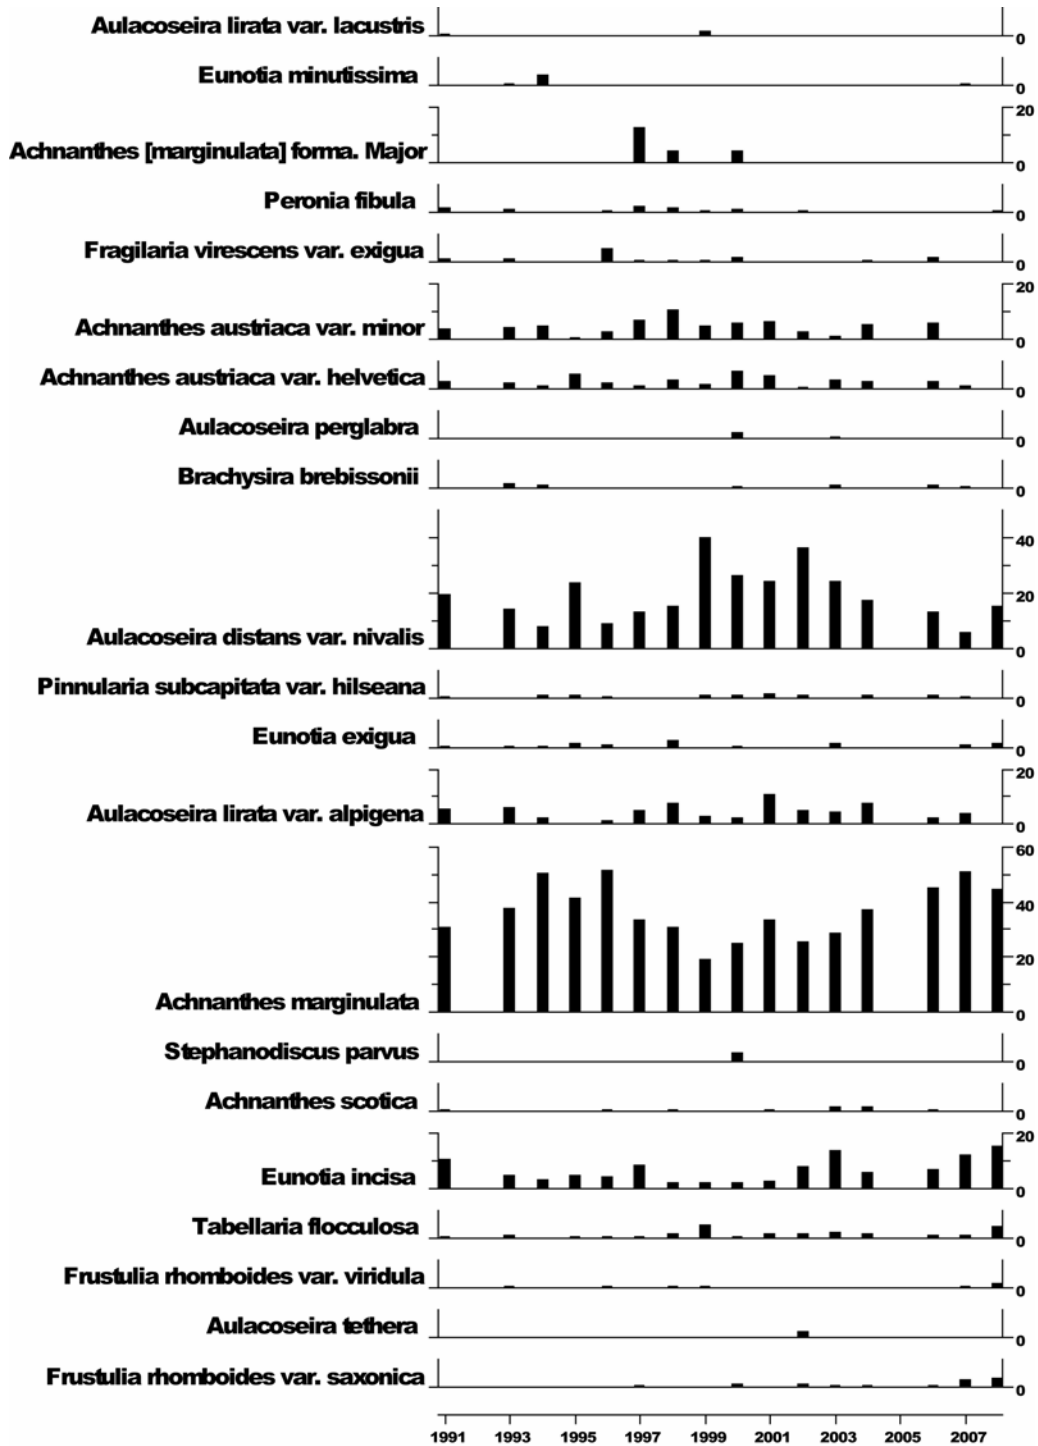 Aulacoseira lirata var. lacustris 0
Eunotia minutissima 0
20
Achnanthes [marginulata] forma. Major 0
Peronia fibula 0
Fragilaria virescens var. exigua 0
20
Achnanthes austriaca var. minor 0
Achnanthes austriaca var. helvetica 0
Aulacoseira perglabra 0
Brachysira brebissonii 0
40
20
Aulacoseira distans var. nivalis 0
Pinnularia subcapitata var. hilseana 0
Eunotia exigua 0
20
Aulacoseira lirata var. alpigena 0
60
40
20
Achnanthes marginulata 0
Stephanodiscus parvus 0
Achnanthes scotica 0
20
Eunotia incisa 0
Tabellaria flocculosa 0
Frustulia rhomboides var. viridula 0
Aulacoseira tethera 0
Frustulia rhomboides var. saxonica 0
1991 1993 1995 1997 1999 2001 2003 2005 2007